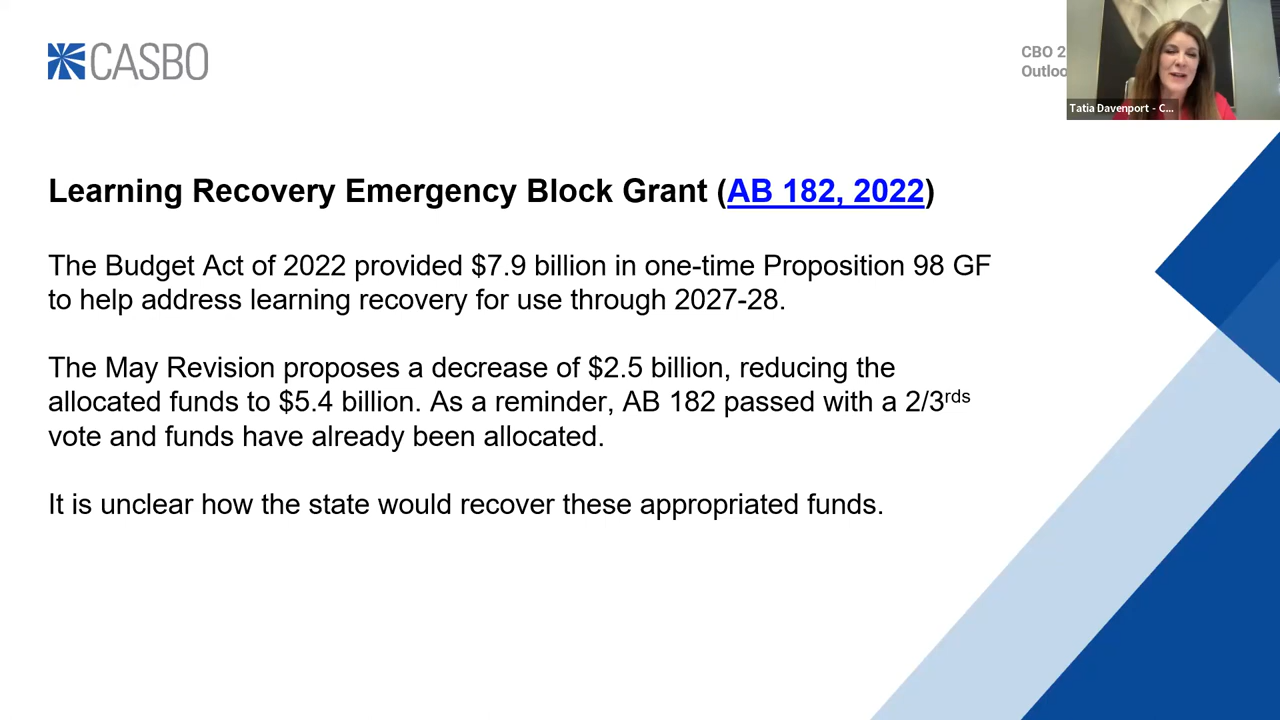 CASBO
CBO 2
Outloo
Tatia Davenport - C...
Learning Recovery Emergency Block Grant (AB 182, 2022)
The Budget Act of 2022 provided $7.9 billion in one-time Proposition 98 GF
to help address learning recovery for use through 2027-28.
The May Revision proposes a decrease of $2.5 billion, reducing the
allocated funds to $5.4 billion. As a reminder, AB 182 passed with a 2/3rds
vote and funds have already been allocated.
It is unclear how the state would recover these appropriated funds.